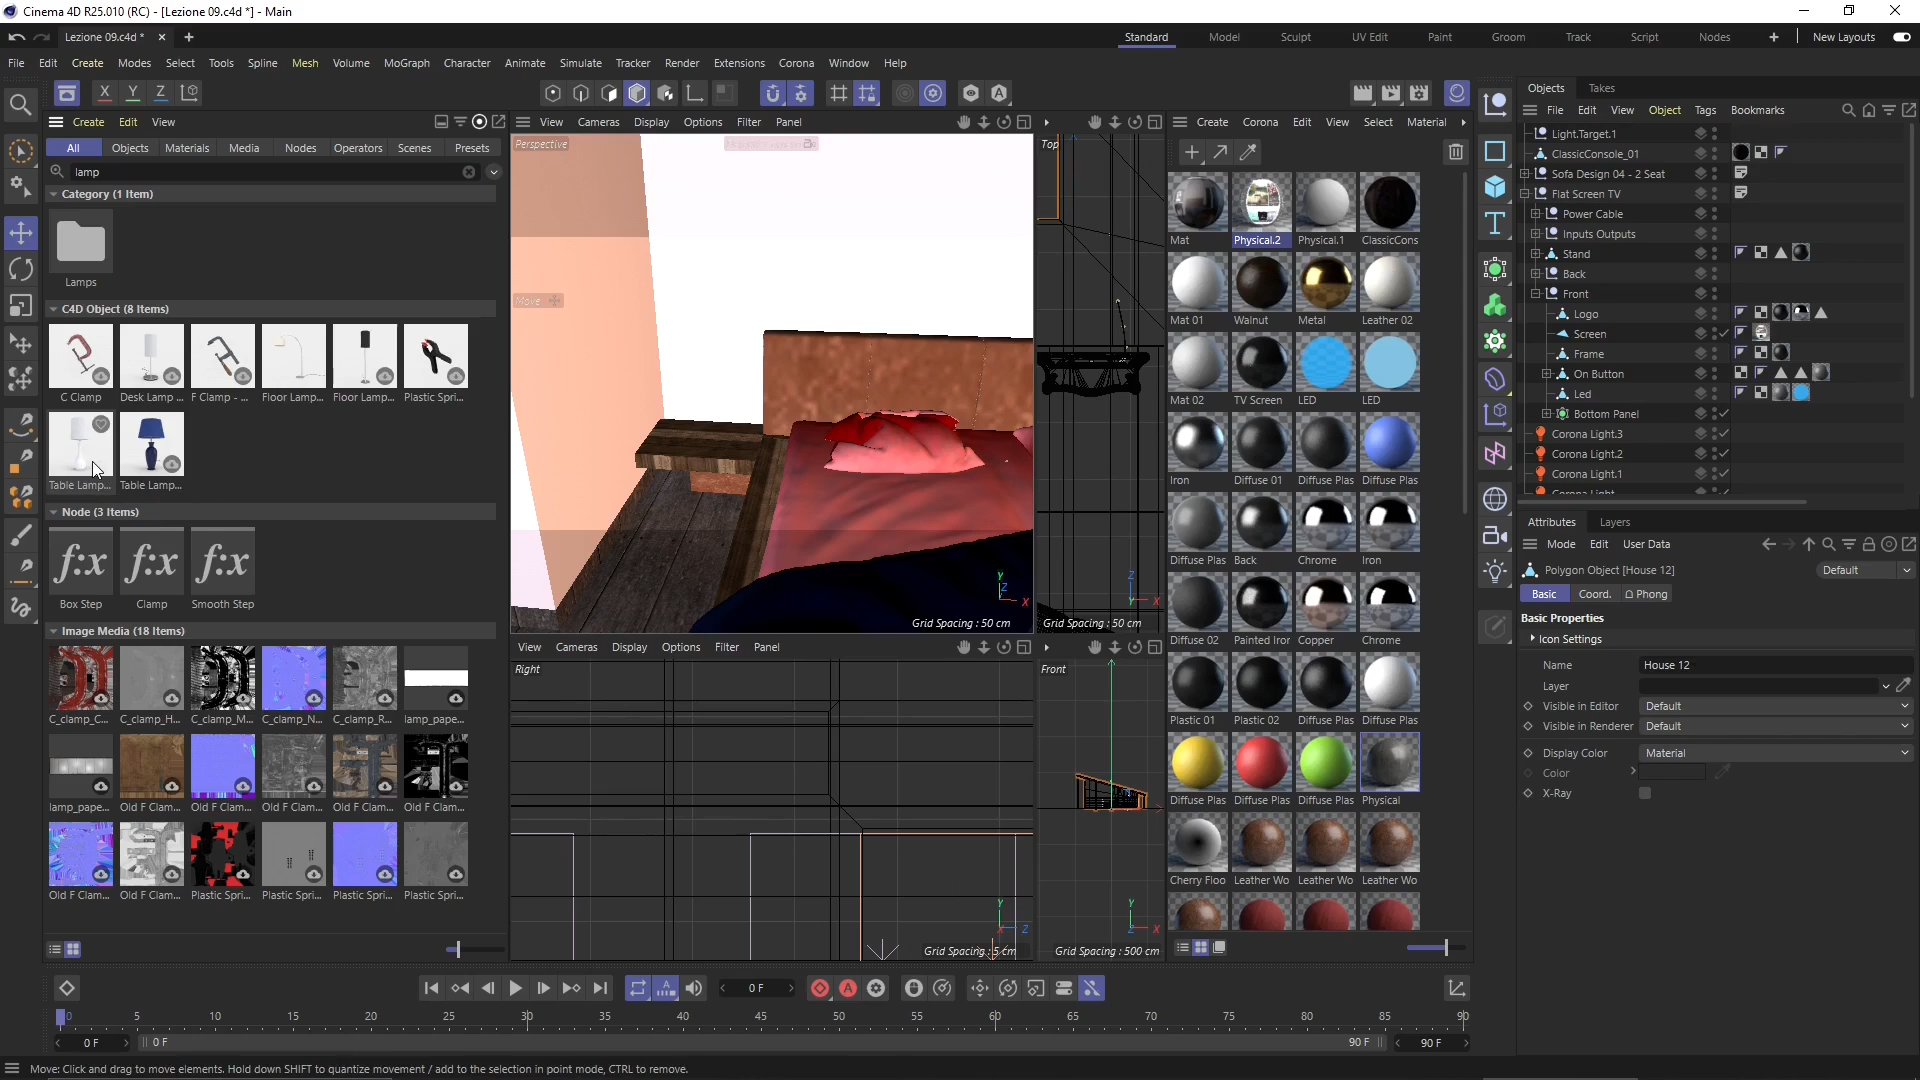 Cinema 4D R25.010 (RC) - [Lezione 09.c4d *] - Main
Lezione 09.c4d *
Standard Model Sculpt UV Edit Paint Groom Track Script Nodes New Layouts
File Edit Create Modes Select Tools Spline Mesh Volume MoGraph Character Animate Simulate Tracker Render Extensions Corona Window Help
X Y Z
Objects Takes
File Edit View Object Tags Bookmarks
Create Edit View
All Objects Materials Media Nodes Operators Scenes Presets
lamp
Category (1 Item)
Lamps
C4D Object (8 Items)
C Clamp Desk Lamp ... F Clamp - ... Floor Lamp... Floor Lamp... Plastic Spri...
Table Lamp... Table Lamp...
Node (3 Items)
f:x f:x f:x
Box Step Clamp Smooth Step
Image Media (18 Items)
C_clamp_C... C_clamp_H... C_clamp_M... C_clamp_N... C_clamp_R... lamp_pape...
lamp_pape... Old F Clam... Old F Clam... Old F Clam... Old F Clam... Old F Clam...
Old F Clam... Old F Clam... Plastic Spri... Plastic Spri... Plastic Spri... Plastic Spri...
View Cameras Display Options Filter Panel
Perspective
Move
Grid Spacing : 50 cm
Top
Grid Spacing : 50 cm
View Cameras Display Options Filter Panel
Right
Grid Spacing : 5 cm
Front
Grid Spacing : 500 cm
Create Corona Edit View Select Material
Mat Physical.2 Physical.1 ClassicCons
Mat 01 Walnut Metal Leather 02
Mat 02 TV Screen LED LED
Iron Diffuse 01 Diffuse Plas Diffuse Plas
Diffuse Plas Back Chrome Iron
Diffuse 02 Painted Iror Copper Chrome
Plastic 01 Plastic 02 Diffuse Plas Diffuse Plas
Diffuse Plas Diffuse Plas Diffuse Plas Physical
Cherry Floo Leather Wo Leather Wo Leather Wo
Light.Target.1
ClassicConsole_01
Sofa Design 04 - 2 Seat
Flat Screen TV
Power Cable
Inputs Outputs
Stand
Back
Front
Logo
Screen
Frame
On Button
Led
Bottom Panel
Corona Light.3
Corona Light.2
Corona Light.1
Corona Light
Attributes Layers
Mode Edit User Data
Polygon Object [House 12]
Default
Basic Coord. Phong
Basic Properties
Icon Settings
Name House 12
Layer
Visible in Editor Default
Visible in Renderer Default
Display Color Material
Color
X-Ray
0 F
0 5 10 15 20 25 30 35 40 45 50 55 60 65 70 75 80 85 90
0 F 0 F 90 F 90 F
Move: Click and drag to move elements. Hold down SHIFT to quantize movement / add to the selection in point mode, CTRL to remove.